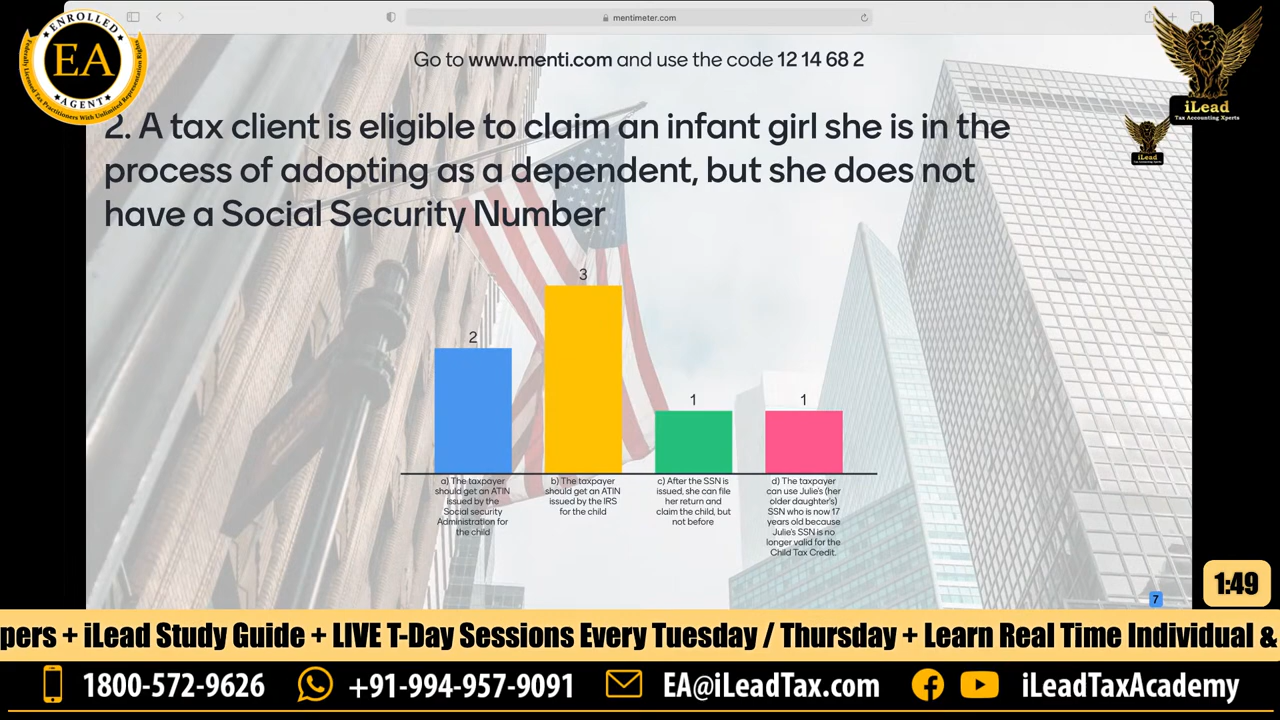 mentimeter.com
ENROLLED
EA
AGENT
Federally Licensed Tax Practitioners With Unlimited Representation Rights
iLead
Tax Accounting Xperts
iLead
Go to www.menti.com and use the code 12 14 68 2
2. A tax client is eligible to claim an infant girl she is in the
process of adopting as a dependent, but she does not
have a Social Security Number
2
3
1
1
a) The taxpayer
should get an ATIN
issued by the
Social security
Administration for
the child
b) The taxpayer
should get an ATIN
issued by the IRS
for the child
c) After the SSN is
issued, she can file
her return and
claim the child, but
not before
d) The taxpayer
can use Julie's (her
older daughter's)
SSN who is now 17
years old because
Julie's SSN is no
longer valid for the
Child Tax Credit.
7
1:49
pers + iLead Study Guide + LIVE T-Day Sessions Every Tuesday / Thursday + Learn Real Time Individual &
1800-572-9626
+91-994-957-9091
EA@iLeadTax.com
iLeadTaxAcademy